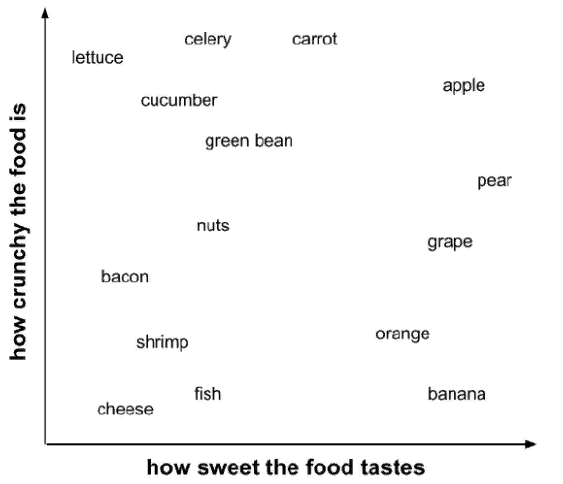 celery
carrot
lettuce
apple
cucumber
green bean
pear
nuts
grape
bacon
orange
shrimp
fish
banana
cheese
how crunchy the food is
how sweet the food tastes